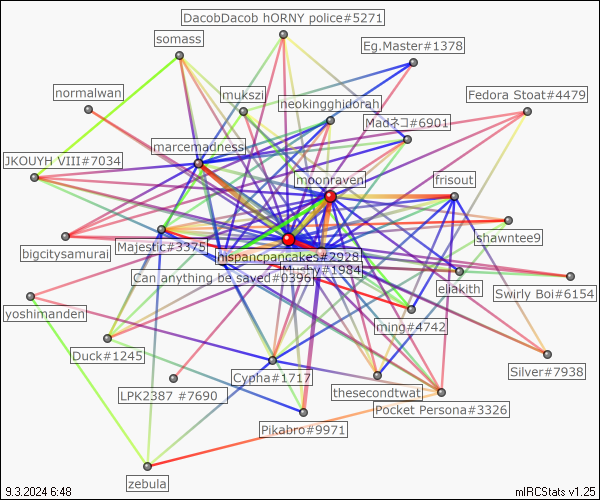 DacobDacob hORNY police#5271
somass
Eg.Master#1378
normalwan
mukszi
neokingghidorah
Fedora Stoat#4479
Madネコ#6901
marcemadness
JKOUYH VIII#7034
moonraven
frisout
shawntee9
Majestic#3375
bigcitysamurai
hispancpancakes#2928
Mushy#1984
Can anything be saved#0396
eliakith
Swirly Boi#6154
yoshimanden
ming#4742
Duck#1245
Silver#7938
Cypha#1717
thesecondtwat
LPK2387 #7690
Pocket Persona#3326
Pikabro#9971
zebula
9.3.2024 6:48
mIRCStats v1.25